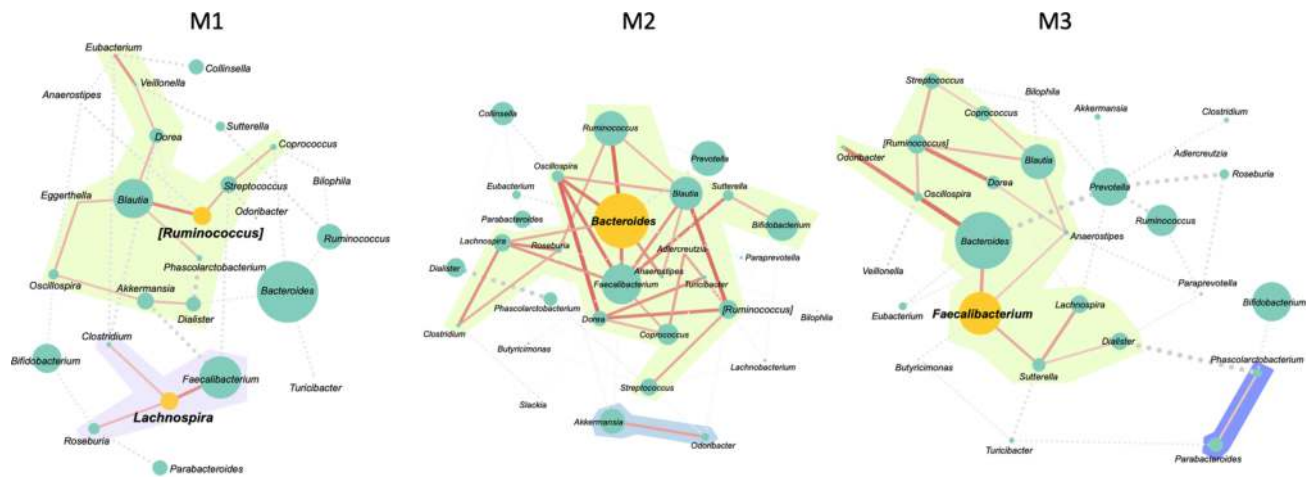 M1
M2
M3
Eubacterium
Collinsella
Veillonella
Anaerostipes
Sutterella
Dorea
Coprococcus
Eggerthella
Blautia
Streptococcus
Bilophila
Odoribacter
[Ruminococcus]
Ruminococcus
Phascolarctobacterium
Oscillospira
Akkermansia
Bacteroides
Dialister
Clostridium
Bifidobacterium
Faecalibacterium
Turicibacter
Lachnospira
Roseburia
Parabacteroides
Collinsella
Ruminococcus
Oscillospira
Prevotella
Eubacterium
Blautia
Sutterella
Parabacteroides
Bacteroides
Bifidobacterium
Lachnospira
Roseburia
Adlercreutzia
Paraprevotella
Dialister
Anaerostipes
Faecalibacterium
Turicibacter
Phascolarctobacterium
[Ruminococcus]
Dorea
Bilophila
Clostridium
Coprococcus
Butyricimonas
Lachnobacterium
Streptococcus
Slackia
Akkermansia
Odoribacter
Streptococcus
Bilophila
Akkermansia
Coprococcus
Clostridium
[Ruminococcus]
Odoribacter
Blautia
Adlercreutzia
Dorea
Roseburia
Oscillospira
Prevotella
Ruminococcus
Anaerostipes
Bacteroides
Veillonella
Paraprevotella
Bifidobacterium
Lachnospira
Eubacterium
Faecalibacterium
Dialister
Phascolarctobacterium
Butyricimonas
Sutterella
Turicibacter
Parabacteroides